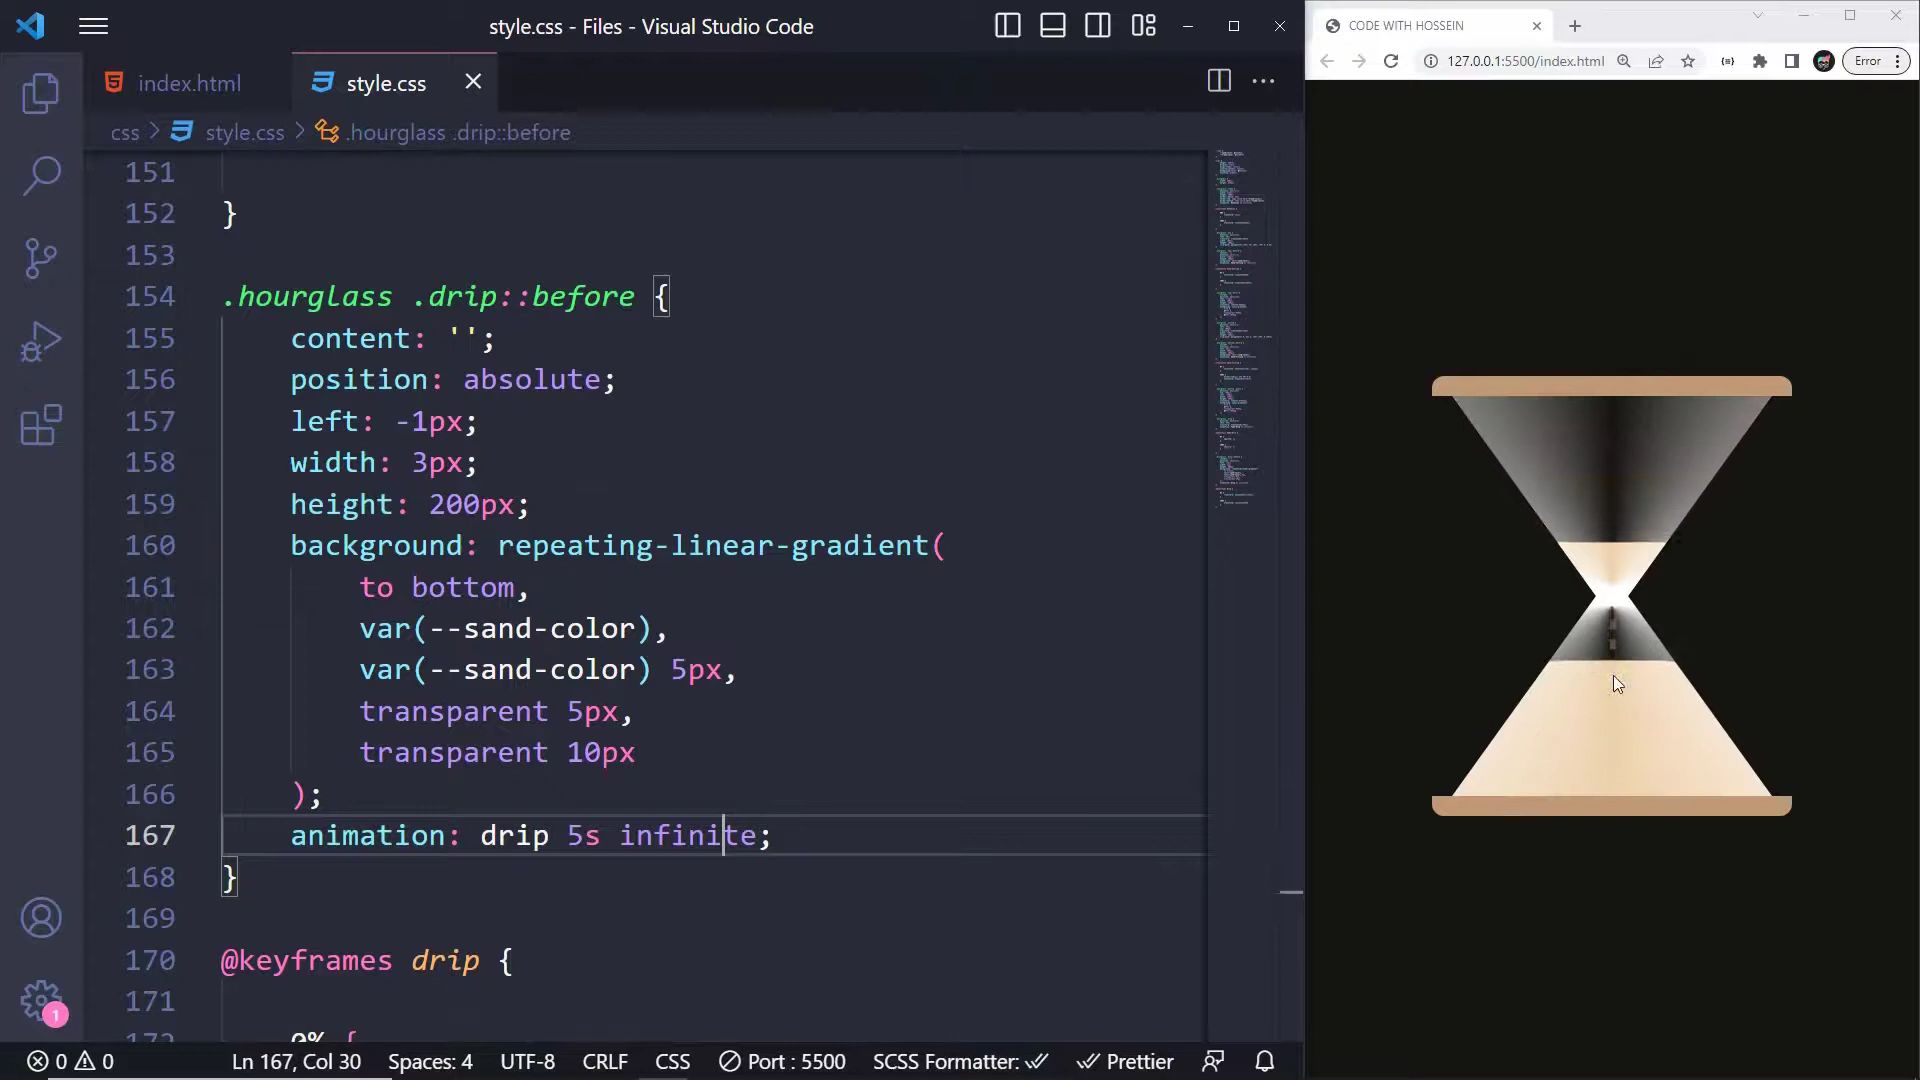 style.css - Files - Visual Studio Code
index.html
style.css
css > style.css > .hourglass .drip::before
151
152 }
153
154 .hourglass .drip::before {
155 content: '';
156 position: absolute;
157 left: -1px;
158 width: 3px;
159 height: 200px;
160 background: repeating-linear-gradient(
161 to bottom,
162 var(--sand-color),
163 var(--sand-color) 5px,
164 transparent 5px,
165 transparent 10px
166 );
167 animation: drip 5s infinite;
168 }
169
170 @keyframes drip {
171
172 0% {
1
0 0 Ln 167, Col 30 Spaces: 4 UTF-8 CRLF CSS Port : 5500 SCSS Formatter: Prettier
CODE WITH HOSSEIN
127.0.0.1:5500/index.html
Error